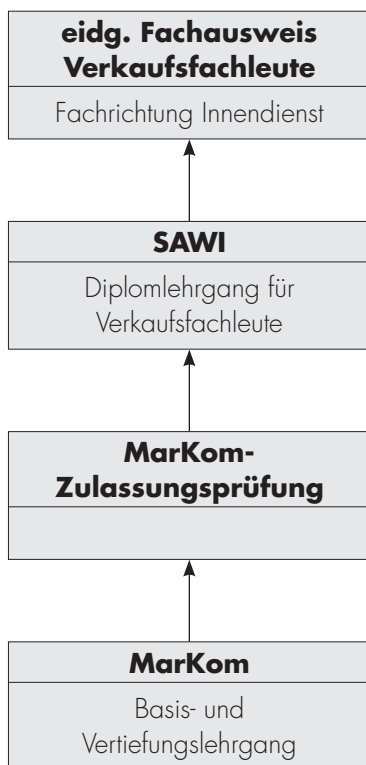 eidg. Fachausweis
Verkaufsfachleute
Fachrichtung Innendienst
SAWI
Diplomlehrgang für
Verkaufsfachleute
MarKom-
Zulassungsprüfung
MarKom
Basis- und
Vertiefungslehrgang